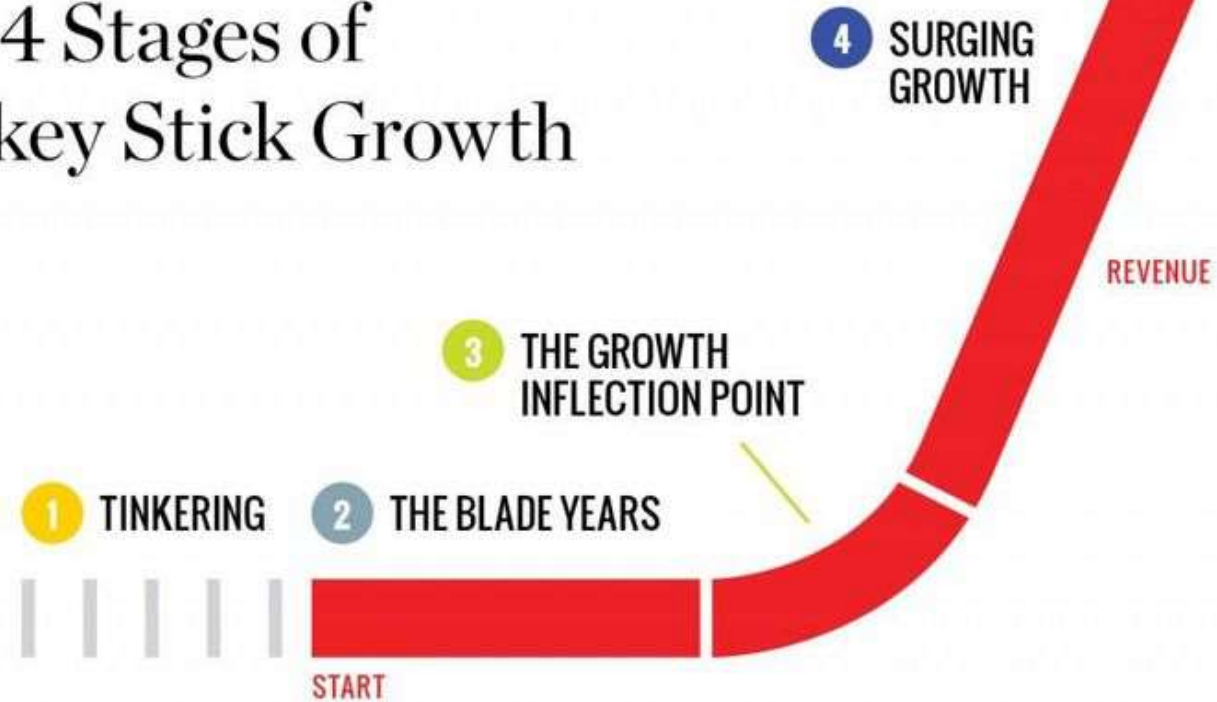 4 Stages of
key Stick Growth
4 SURGING
GROWTH
REVENUE
3 THE GROWTH
INFLECTION POINT
1 TINKERING
2 THE BLADE YEARS
START